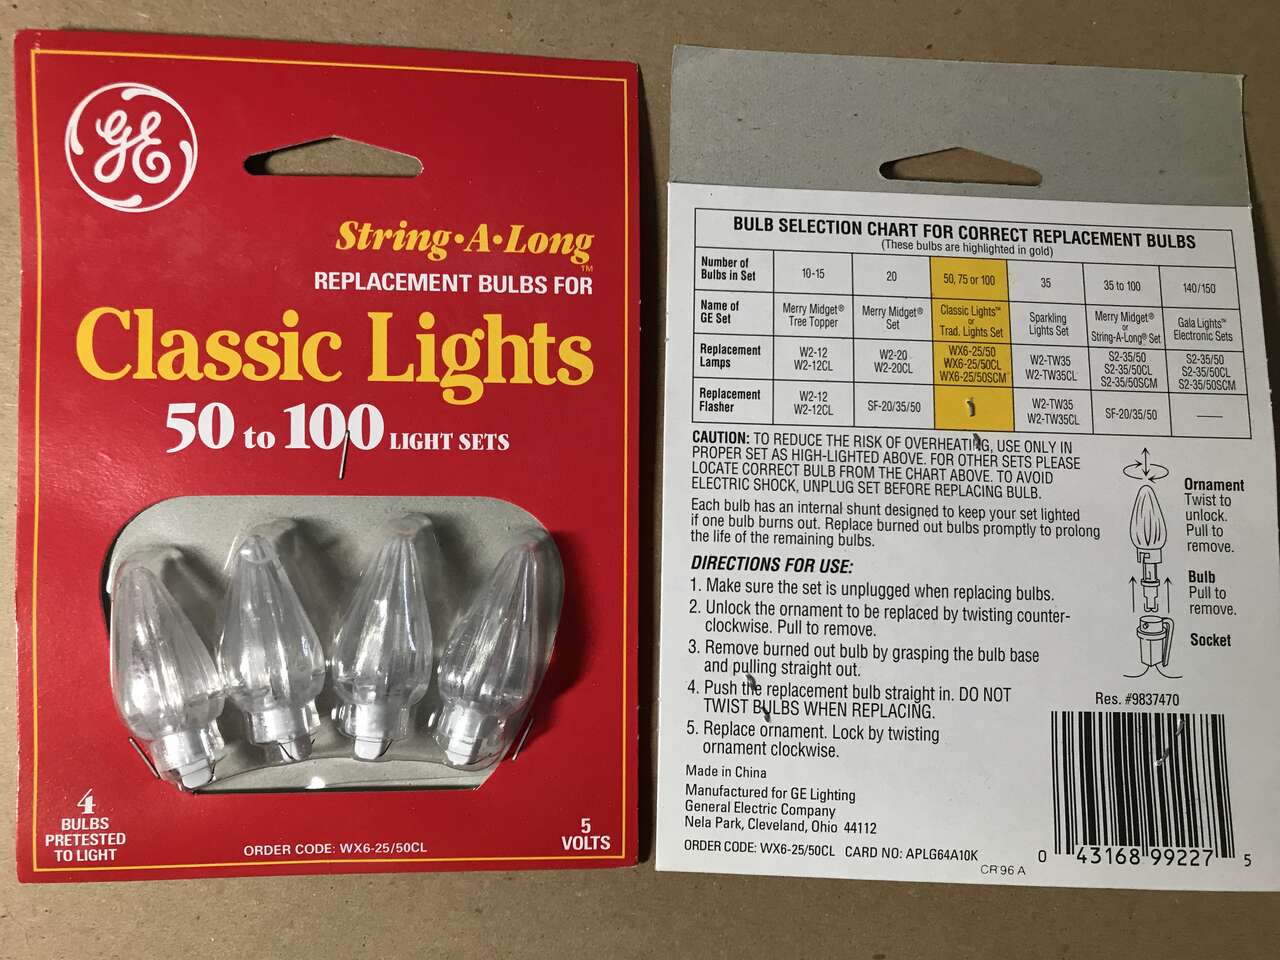 GE
String•A•Long™
REPLACEMENT BULBS FOR
Classic Lights
50 to 100 LIGHT SETS
4
BULBS
PRETESTED
TO LIGHT
ORDER CODE: WX6-25/50CL
5
VOLTS
BULB SELECTION CHART FOR CORRECT REPLACEMENT BULBS
(These bulbs are highlighted in gold)
Number of
Bulbs in Set
10-15
20
50, 75 or 100
35
35 to 100
140/150
Name of
GE Set
Merry Midget®
Tree Topper
Merry Midget®
Set
Classic Lights™
or
Trad. Lights Set
Sparkling
Lights Set
Merry Midget®
or
String-A-Long® Set
Gala Lights™
Electronic Sets
Replacement
Lamps
W2-12
W2-12CL
W2-20
W2-20CL
WX6-25/50
WX6-25/50CL
WX6-25/50SCM
W2-TW35
W2-TW35CL
S2-35/50
S2-35/50CL
S2-35/50SCM
S2-35/50
S2-35/50CL
S2-35/50SCM
Replacement
Flasher
W2-12
W2-12CL
SF-20/35/50
W2-TW35
W2-TW35CL
SF-20/35/50
——
CAUTION: TO REDUCE THE RISK OF OVERHEATING, USE ONLY IN
PROPER SET AS HIGH-LIGHTED ABOVE. FOR OTHER SETS PLEASE
LOCATE CORRECT BULB FROM THE CHART ABOVE. TO AVOID
ELECTRIC SHOCK, UNPLUG SET BEFORE REPLACING BULB.
Each bulb has an internal shunt designed to keep your set lighted
if one bulb burns out. Replace burned out bulbs promptly to prolong
the life of the remaining bulbs.
DIRECTIONS FOR USE:
1. Make sure the set is unplugged when replacing bulbs.
2. Unlock the ornament to be replaced by twisting counter-
clockwise. Pull to remove.
3. Remove burned out bulb by grasping the bulb base
and pulling straight out.
4. Push the replacement bulb straight in. DO NOT
TWIST BULBS WHEN REPLACING.
5. Replace ornament. Lock by twisting
ornament clockwise.
Ornament
Twist to
unlock.
Pull to
remove.
Bulb
Pull to
remove.
Socket
Res. #9837470
Made in China
Manufactured for GE Lighting
General Electric Company
Nela Park, Cleveland, Ohio 44112
ORDER CODE: WX6-25/50CL CARD NO: APLG64A10K
CR 96 A
0 43168 99227 5